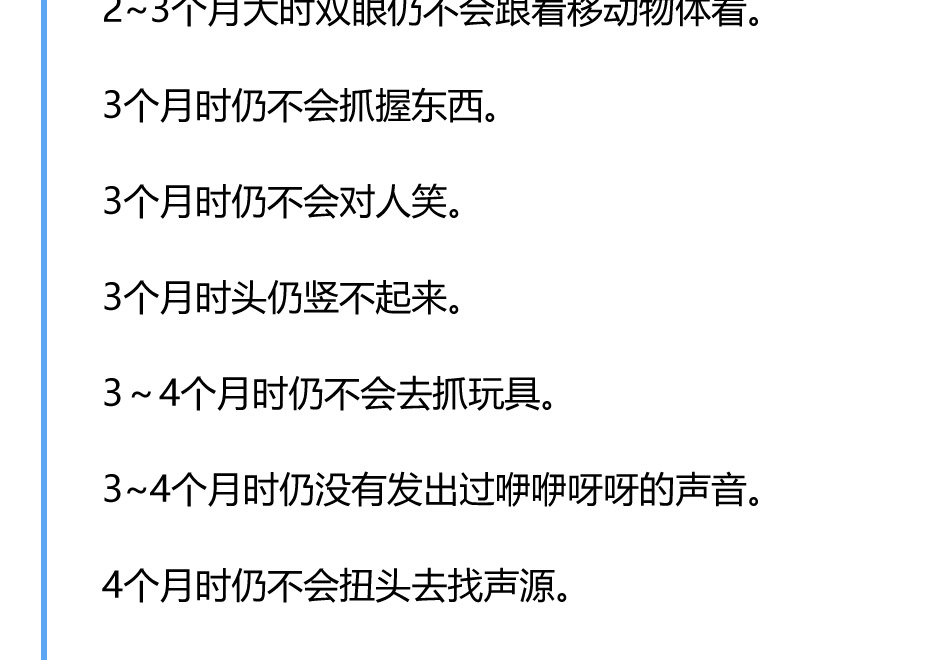 2~3个月大时双眼仍不会跟着移动物体看。
3个月时仍不会抓握东西。
3个月时仍不会对人笑。
3个月时头仍竖不起来。
3～4个月时仍不会去抓玩具。
3~4个月时仍没有发出过咿咿呀呀的声音。
4个月时仍不会扭头去找声源。